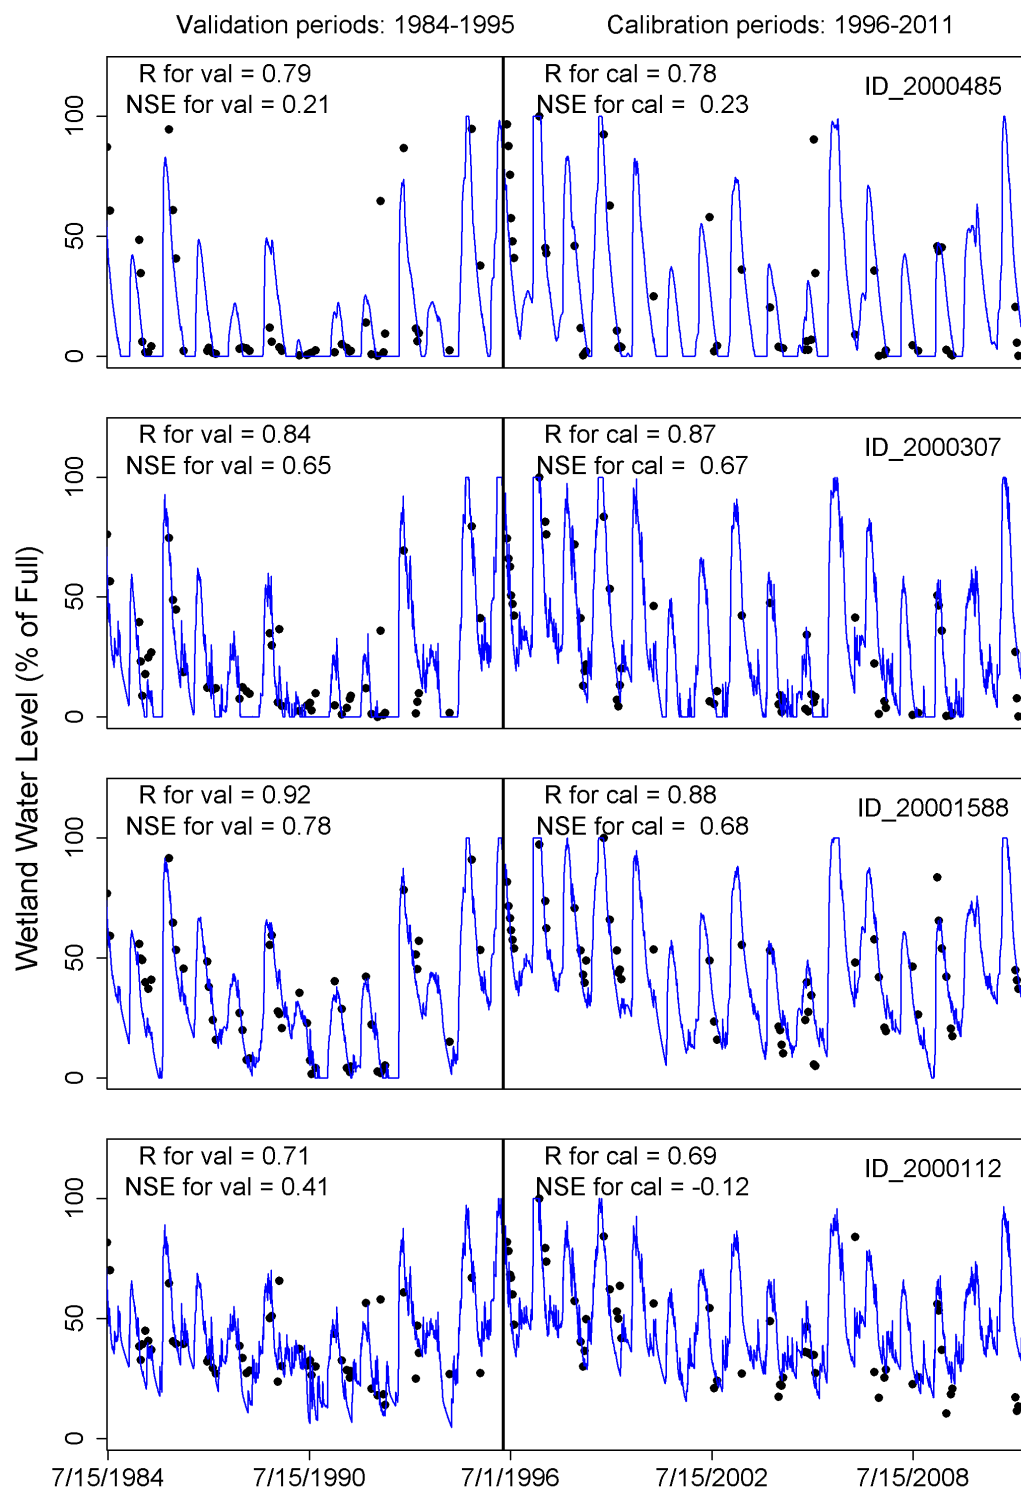 Validation periods: 1984-1995 Calibration periods: 1996-2011
R for val = 0.79 R for cal = 0.78 ID_2000485
NSE for val = 0.21 NSE for cal =  0.23
100
50
0
R for val = 0.84 R for cal = 0.87 ID_2000307
NSE for val = 0.65 NSE for cal =  0.67
100
50
0
Wetland Water Level (% of Full)
R for val = 0.92 R for cal = 0.88 ID_20001588
NSE for val = 0.78 NSE for cal =  0.68
100
50
0
R for val = 0.71 R for cal = 0.69 ID_2000112
NSE for val = 0.41 NSE for cal = -0.12
100
50
0
7/15/1984 7/15/1990 7/1/1996 7/15/2002 7/15/2008